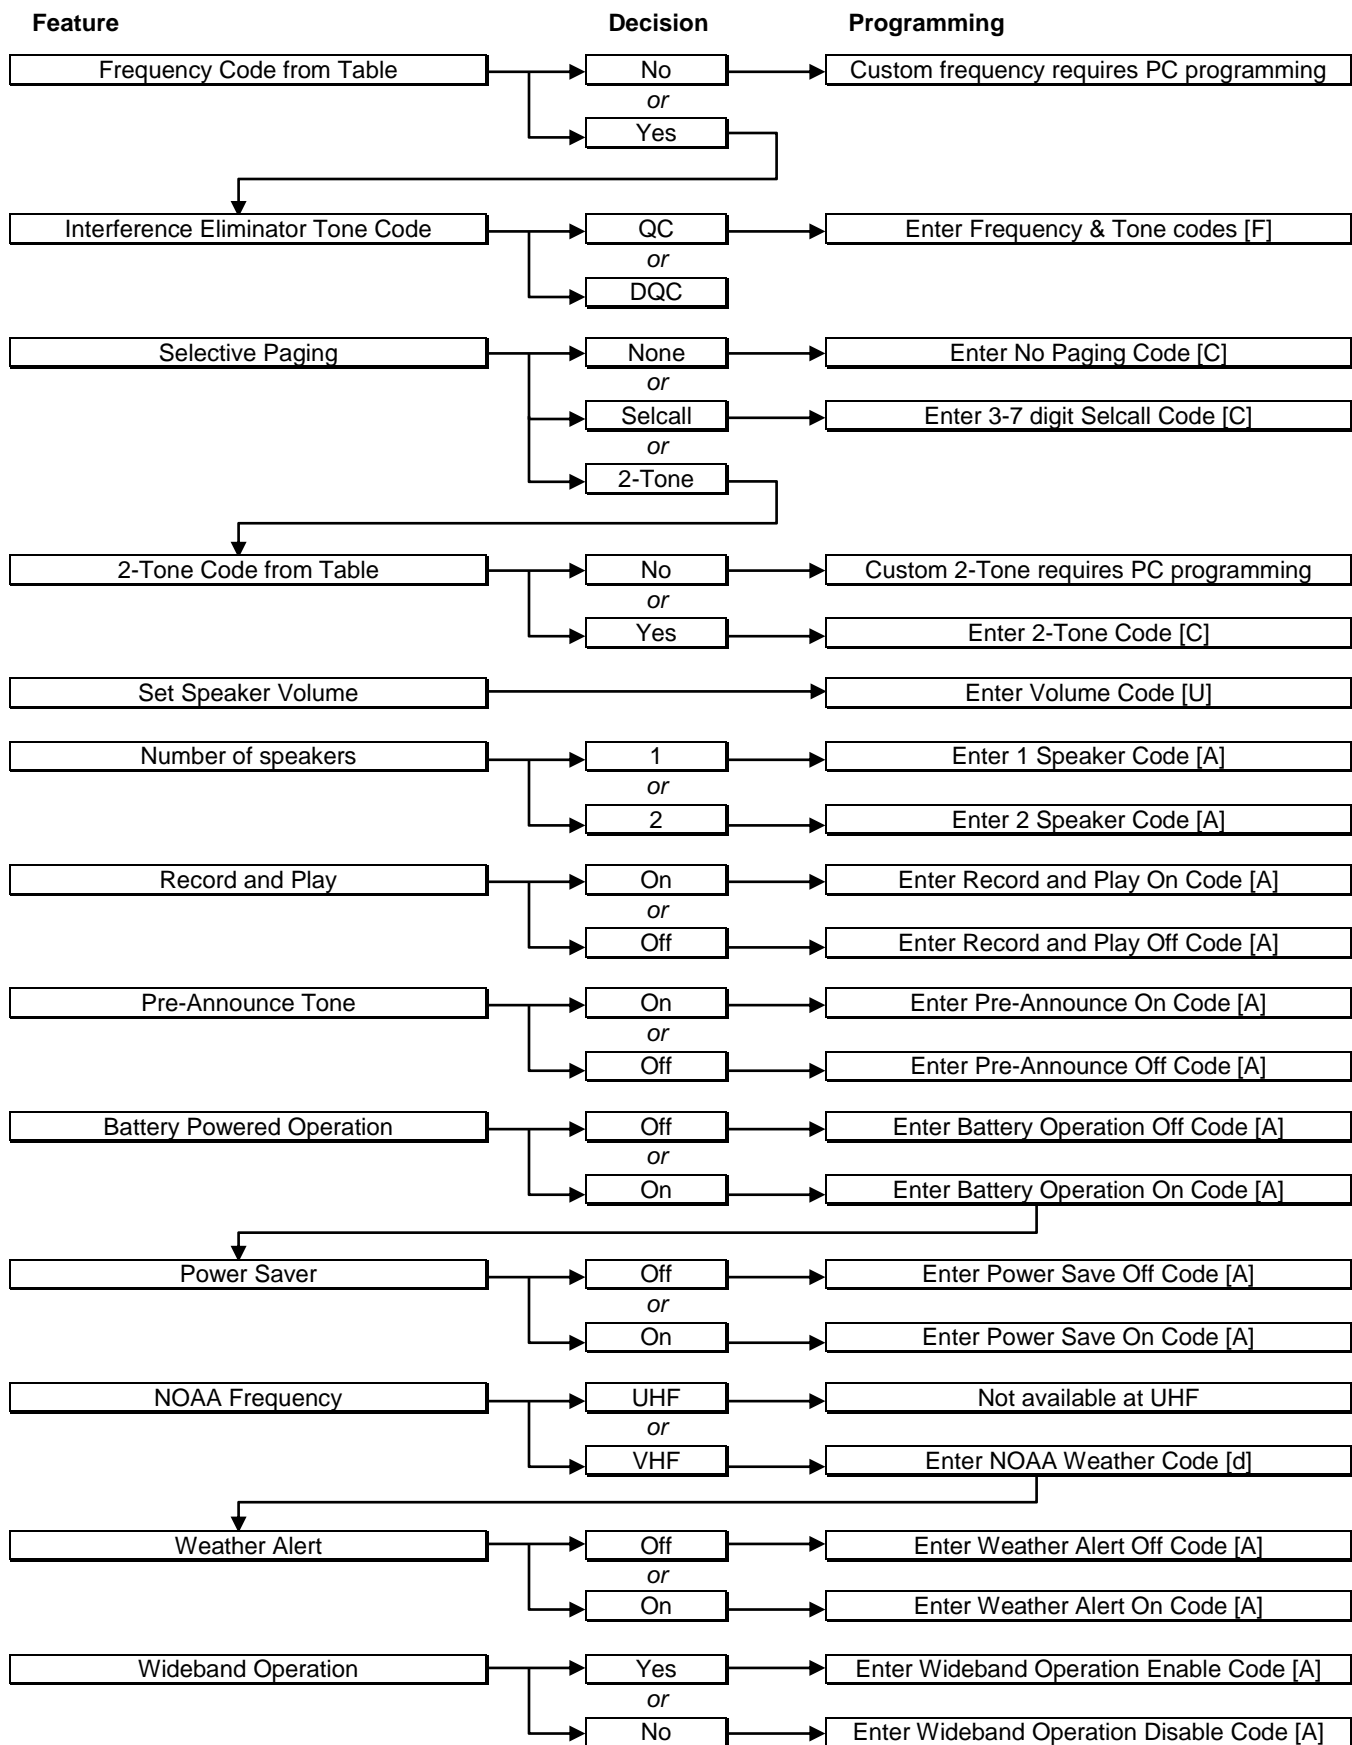 Feature Decision Programming
Frequency Code from Table No Custom frequency requires PC programming
or
Yes
Interference Eliminator Tone Code QC Enter Frequency & Tone codes [F]
or
DQC
Selective Paging None Enter No Paging Code [C]
or
Selcall Enter 3-7 digit Selcall Code [C]
or
2-Tone
2-Tone Code from Table No Custom 2-Tone requires PC programming
or
Yes Enter 2-Tone Code [C]
Set Speaker Volume Enter Volume Code [U]
Number of speakers 1 Enter 1 Speaker Code [A]
or
2 Enter 2 Speaker Code [A]
Record and Play On Enter Record and Play On Code [A]
or
Off Enter Record and Play Off Code [A]
Pre-Announce Tone On Enter Pre-Announce On Code [A]
or
Off Enter Pre-Announce Off Code [A]
Battery Powered Operation Off Enter Battery Operation Off Code [A]
or
On Enter Battery Operation On Code [A]
Power Saver Off Enter Power Save Off Code [A]
or
On Enter Power Save On Code [A]
NOAA Frequency UHF Not available at UHF
or
VHF Enter NOAA Weather Code [d]
Weather Alert Off Enter Weather Alert Off Code [A]
or
On Enter Weather Alert On Code [A]
Wideband Operation Yes Enter Wideband Operation Enable Code [A]
or
No Enter Wideband Operation Disable Code [A]